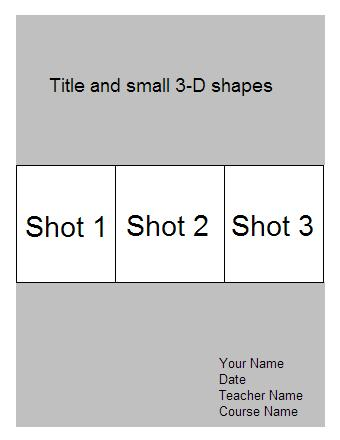 Title and small 3-D shapes
Shot 1 Shot 2 Shot 3
Your Name
Date
Teacher Name
Course Name